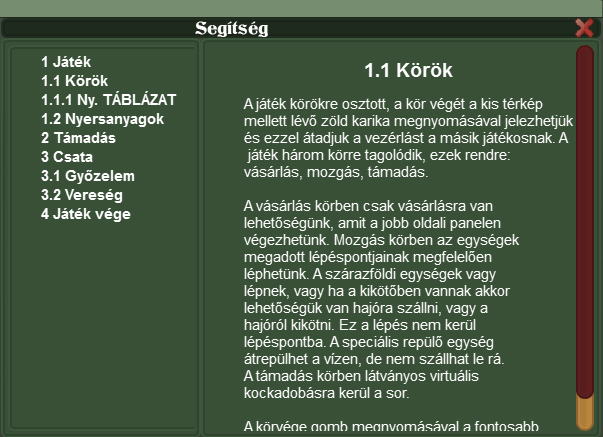 Segítség
1 Játék
1.1 Körök
1.1.1 Ny. TÁBLÁZAT
1.2 Nyersanyagok
2 Támadás
3 Csata
3.1 Győzelem
3.2 Vereség
4 Játék vége
1.1 Körök
A játék körökre osztott, a kör végét a kis térkép
mellett lévő zöld karika megnyomásával jelezhetjük
és ezzel átadjuk a vezérlést a másik játékosnak. A
játék három körre tagolódik, ezek rendre:
vásárlás, mozgás, támadás.
A vásárlás körben csak vásárlásra van
lehetőségünk, amit a jobb oldali panelen
végezhetünk. Mozgás körben az egységek
megadott lépéspontjainak megfelelően
léphetünk. A szárazföldi egységek vagy
lépnek, vagy ha a kikötőben vannak akkor
lehetőségük van hajóra szállni, vagy a
hajóról kikötni. Ez a lépés nem kerül
lépéspontba. A speciális repülő egység
átrepülhet a vízen, de nem szállhat le rá.
A támadás körben látványos virtuális
kockadobásra kerül a sor.
A körvége gomb megnyomásával a fontosabb